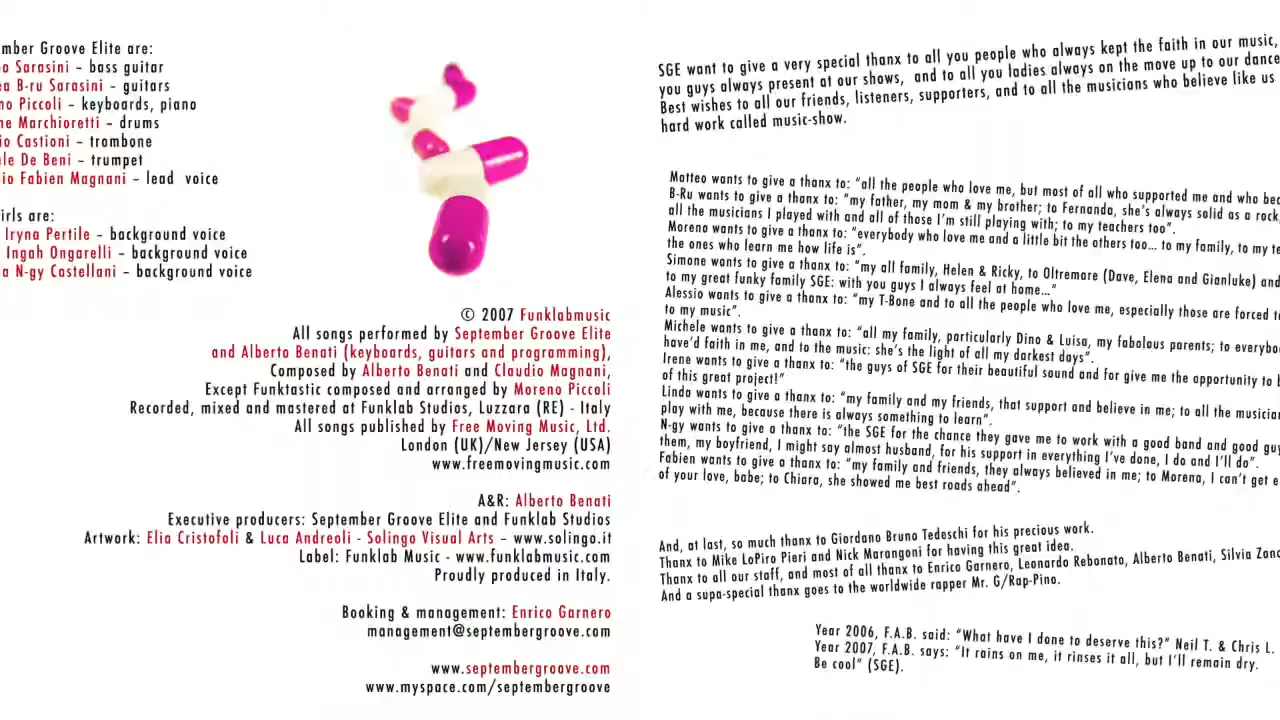 mber Groove Elite are:
o Sarasini – bass guitar
ea B-ru Sarasini – guitars
no Piccoli – keyboards, piano
ne Marchioretti – drums
io Castioni – trombone
ele De Beni – trumpet
io Fabien Magnani – lead voice
irls are:
Iryna Pertile – background voice
Ingah Ongarelli – background voice
a N-gy Castellani – background voice
© 2007 Funklabmusic
All songs performed by September Groove Elite
and Alberto Benati (keyboards, guitars and programming),
Composed by Alberto Benati and Claudio Magnani,
Except Funktastic composed and arranged by Moreno Piccoli
Recorded, mixed and mastered at Funklab Studios, Luzzara (RE) - Italy
All songs published by Free Moving Music, Ltd.
London (UK)/New Jersey (USA)
www.freemovingmusic.com
A&R: Alberto Benati
Executive producers: September Groove Elite and Funklab Studios
Artwork: Elia Cristofoli & Luca Andreoli - Solingo Visual Arts – www.solingo.it
Label: Funklab Music - www.funklabmusic.com
Proudly produced in Italy.
Booking & management: Enrico Garnero
management@septembergroove.com
www.septembergroove.com
www.myspace.com/septembergroove
SGE want to give a very special thanx to all you people who always kept the faith in our music,
you guys always present at our shows, and to all you ladies always on the move up to our dance
Best wishes to all our friends, listeners, supporters, and to all the musicians who believe like us
hard work called music-show.
Matteo wants to give a thanx to: “all the people who love me, but most of all who supported me and who bec
B-Ru wants to give a thanx to: “my father, my mom & my brother; to Fernanda, she’s always solid as a rock,
all the musicians I played with and all of those I’m still playing with; to my teachers too”.
Moreno wants to give a thanx to: “everybody who love me and a little bit the others too... to my family, to my te
the ones who learn me how life is”.
Simone wants to give a thanx to: “my all family, Helen & Ricky, to Oltremare (Dave, Elena and Gianluke) and
to my great funky family SGE: with you guys I always feel at home...”
Alessio wants to give a thanx to: “my T-Bone and to all the people who love me, especially those are forced t
to my music”.
Michele wants to give a thanx to: “all my family, particularly Dino & Luisa, my fabolous parents; to everybo
have’d faith in me, and to the music: she’s the light of all my darkest days”.
Irene wants to give a thanx to: “the guys of SGE for their beautiful sound and for give me the opportunity to b
of this great project!”
Linda wants to give a thanx to: “my family and my friends, that support and believe in me; to all the musician
play with me, because there is always something to learn”.
N-gy wants to give a thanx to: “the SGE for the chance they gave me to work with a good band and good guy
them, my boyfriend, I might say almost husband, for his support in everything I’ve done, I do and I’ll do”.
Fabien wants to give a thanx to: “my family and friends, they always believed in me; to Morena, I can’t get e
of your love, babe; to Chiara, she showed me best roads ahead”.
And, at last, so much thanx to Giordano Bruno Tedeschi for his precious work.
Thanx to Mike LoPiro Pieri and Nick Marangoni for having this great idea.
Thanx to all our staff, and most of all thanx to Enrico Garnero, Leonardo Rebonato, Alberto Benati, Silvia Zano
And a supa-special thanx goes to the worldwide rapper Mr. G/Rap-Pino.
Year 2006, F.A.B. said: “What have I done to deserve this?” Neil T. & Chris L.
Year 2007, F.A.B. says: “It rains on me, it rinses it all, but I’ll remain dry.
Be cool” (SGE).